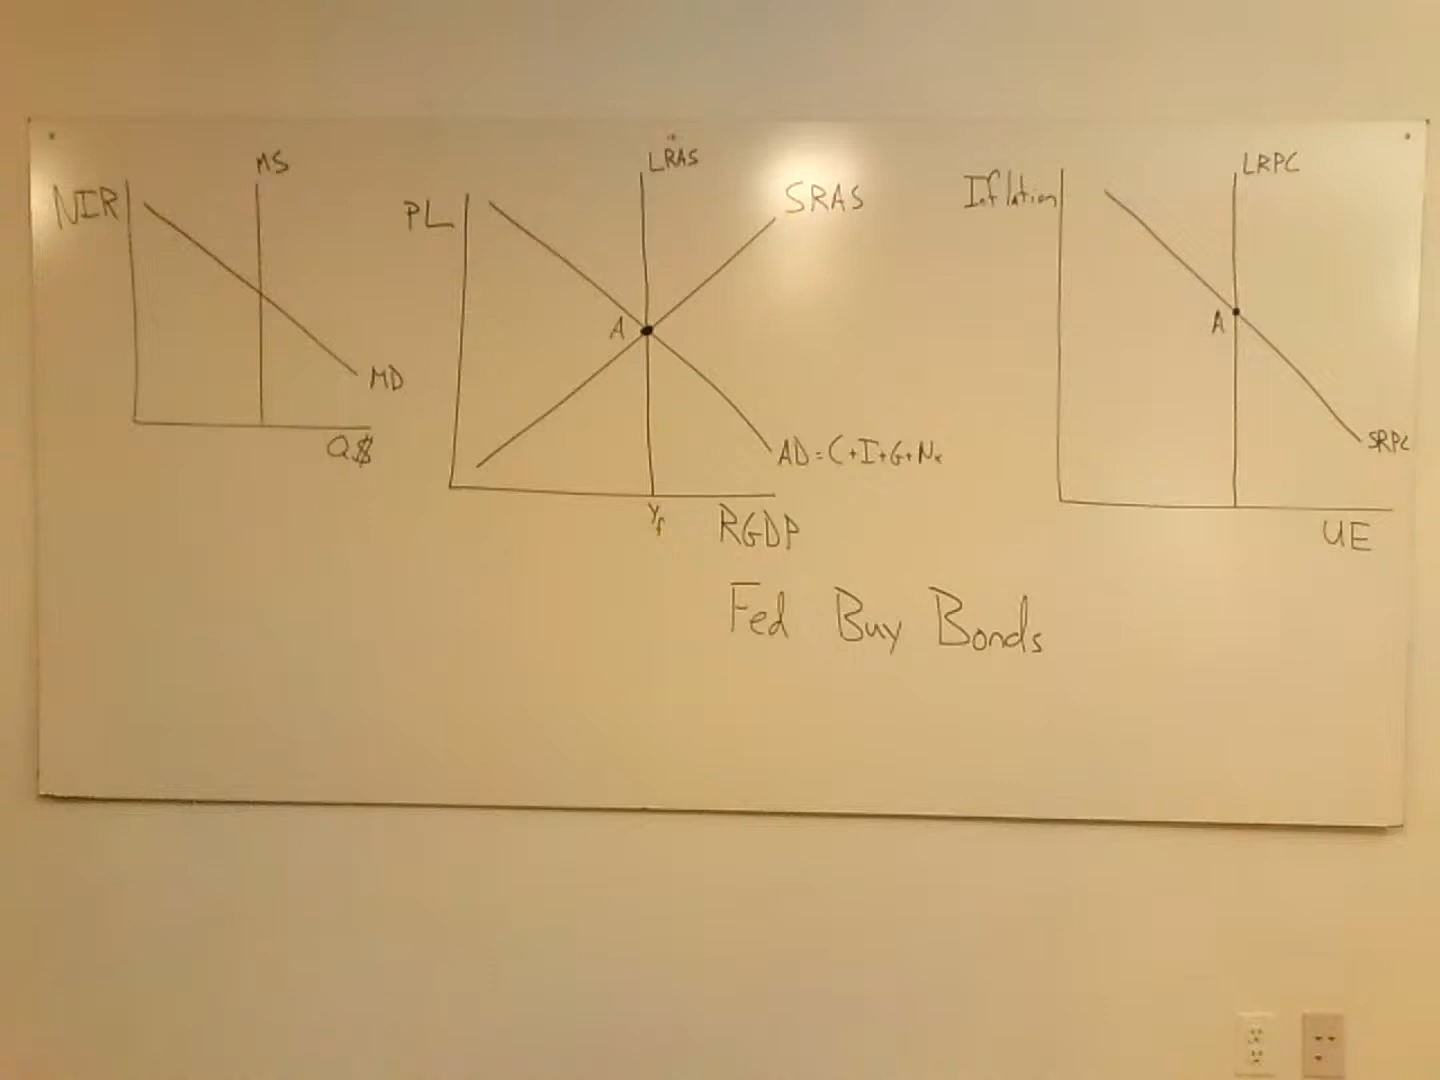 NIR
MS
MD
Q$
PL
LRAS
SRAS
A
AD=C+I+G+Nx
Yf
RGDP
Inflation
LRPC
A
SRPC
UE
Fed Buy Bonds